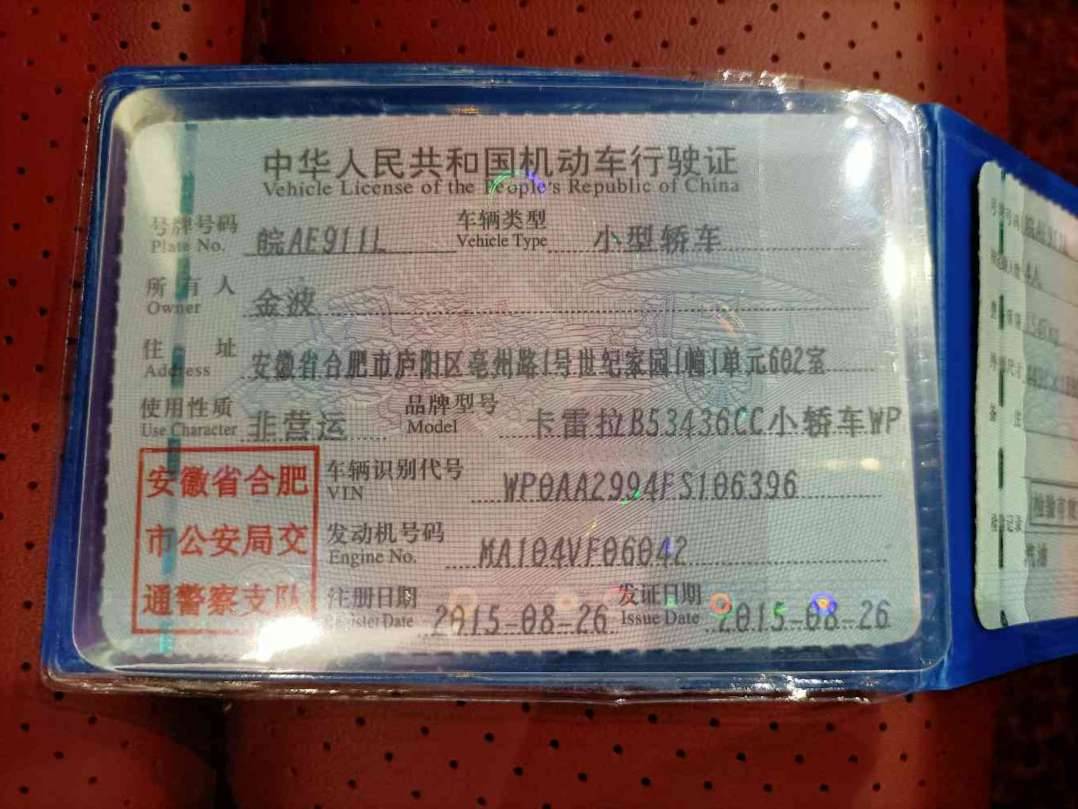 中华人民共和国机动车行驶证
Vehicle License of the People's Republic of China
号牌号码 皖AE911L 车辆类型 小型轿车
Plate No. Vehicle Type
所有人 金波
Owner
住址 安徽省合肥市庐阳区亳州路1号世纪家园1幢1单元602室
Address
使用性质 非营运 品牌型号 卡雷拉B53436CC小轿车WP
Use Character Model
安徽省合肥
市公安局交
通警察支队
车辆识别代号 WP0AA2994FS106396
VIN
发动机号码 MA104VF06042
Engine No.
注册日期 2015-08-26 发证日期 2015-08-26
Register Date Issue Date
4人
备注
汽油